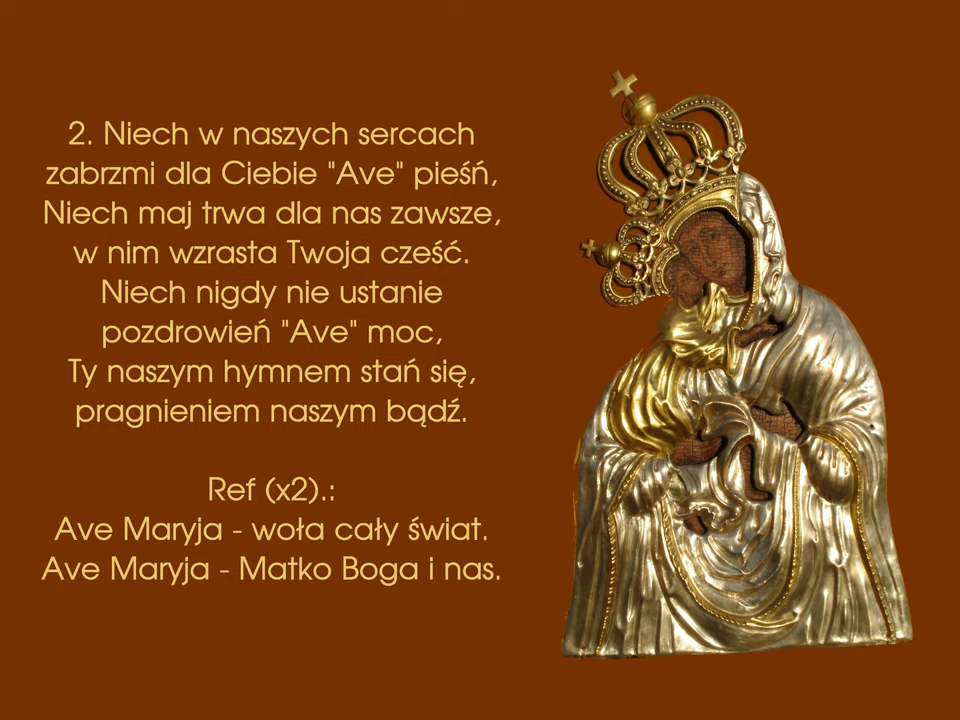 2. Niech w naszych sercach
zabrzmi dla Ciebie "Ave" pieśń,
Niech maj trwa dla nas zawsze,
w nim wzrasta Twoja cześć.
Niech nigdy nie ustanie
pozdrowień "Ave" moc,
Ty naszym hymnem stań się,
pragnieniem naszym bądź.
Ref (x2).:
Ave Maryja - woła cały świat.
Ave Maryja - Matko Boga i nas.